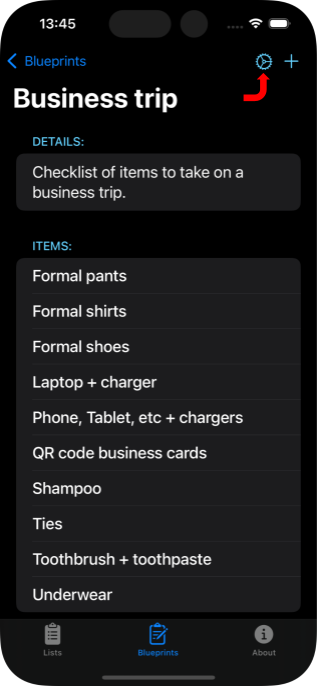 13:45
Blueprints
Business trip
DETAILS:
Checklist of items to take on a
business trip.
ITEMS:
Formal pants
Formal shirts
Formal shoes
Laptop + charger
Phone, Tablet, etc + chargers
QR code business cards
Shampoo
Ties
Toothbrush + toothpaste
Underwear
Lists
Blueprints
About